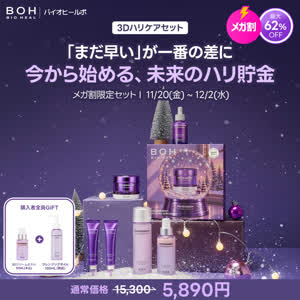 BOH
BIO HEAL
バイオヒールボ
メガ割
最大
62%
OFF
3Dハリケアセット
「まだ早い」が一番の差に
今から始める、未来のハリ貯金
メガ割限定セット | 11/20(金) ~ 12/2(水)
BOH
購入者全員GIFT
通常価格 15,300→ 5,890円